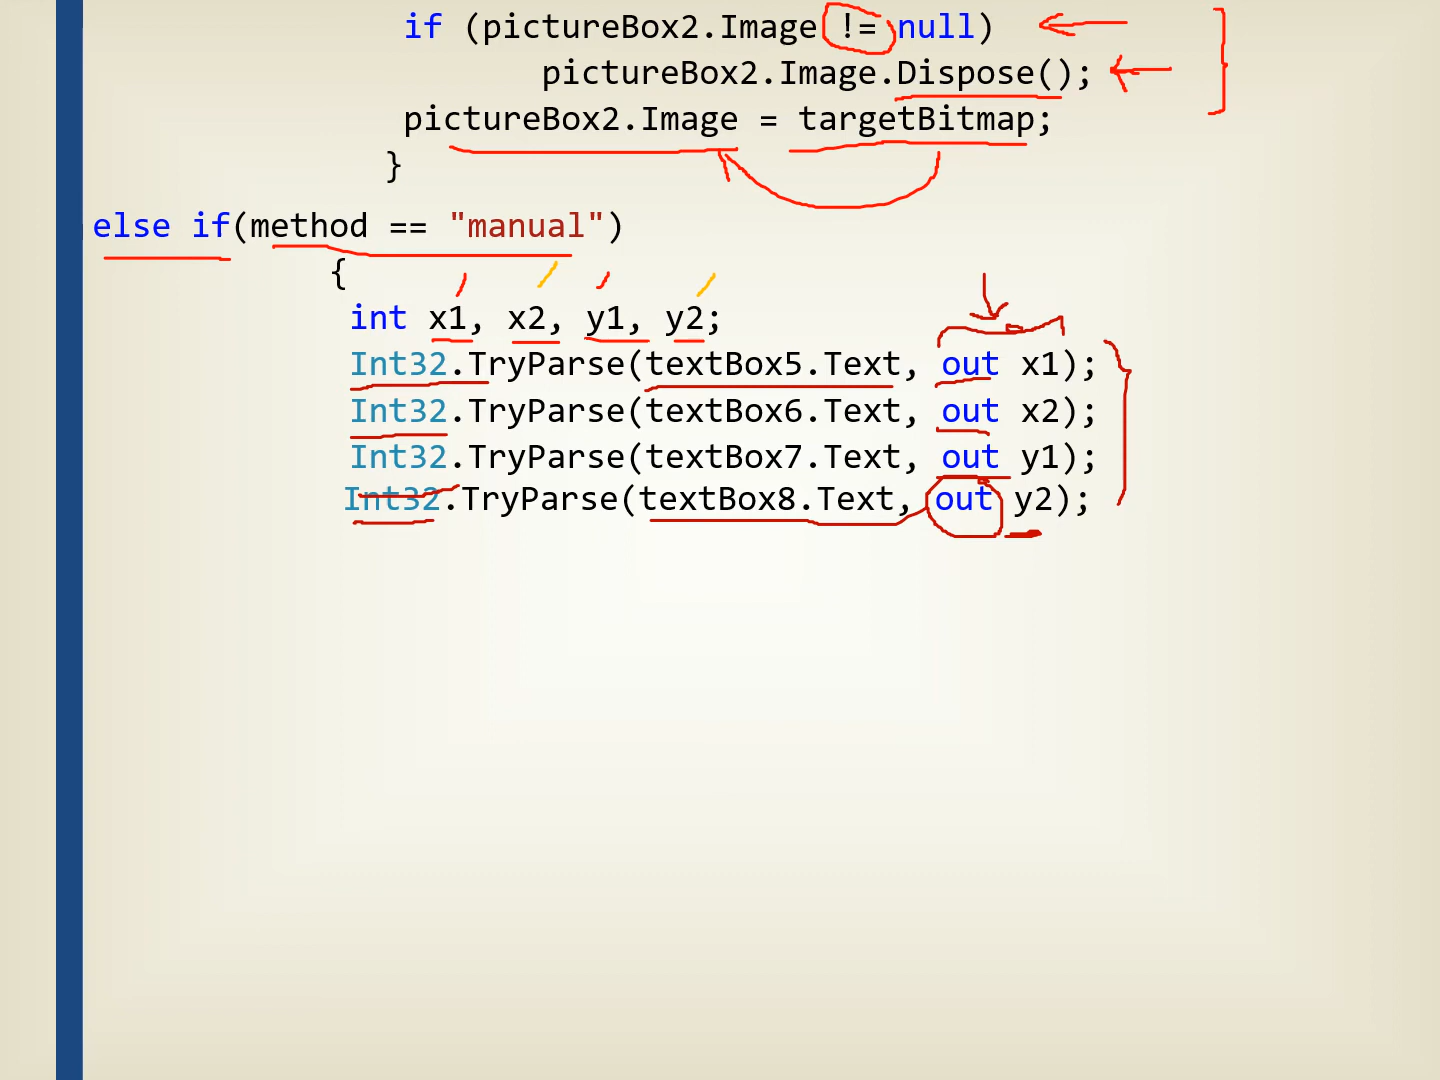 if (pictureBox2.Image != null)
pictureBox2.Image.Dispose();
pictureBox2.Image = targetBitmap;
}
else if(method == "manual")
{
int x1, x2, y1, y2;
Int32.TryParse(textBox5.Text, out x1);
Int32.TryParse(textBox6.Text, out x2);
Int32.TryParse(textBox7.Text, out y1);
Int32.TryParse(textBox8.Text, out y2);